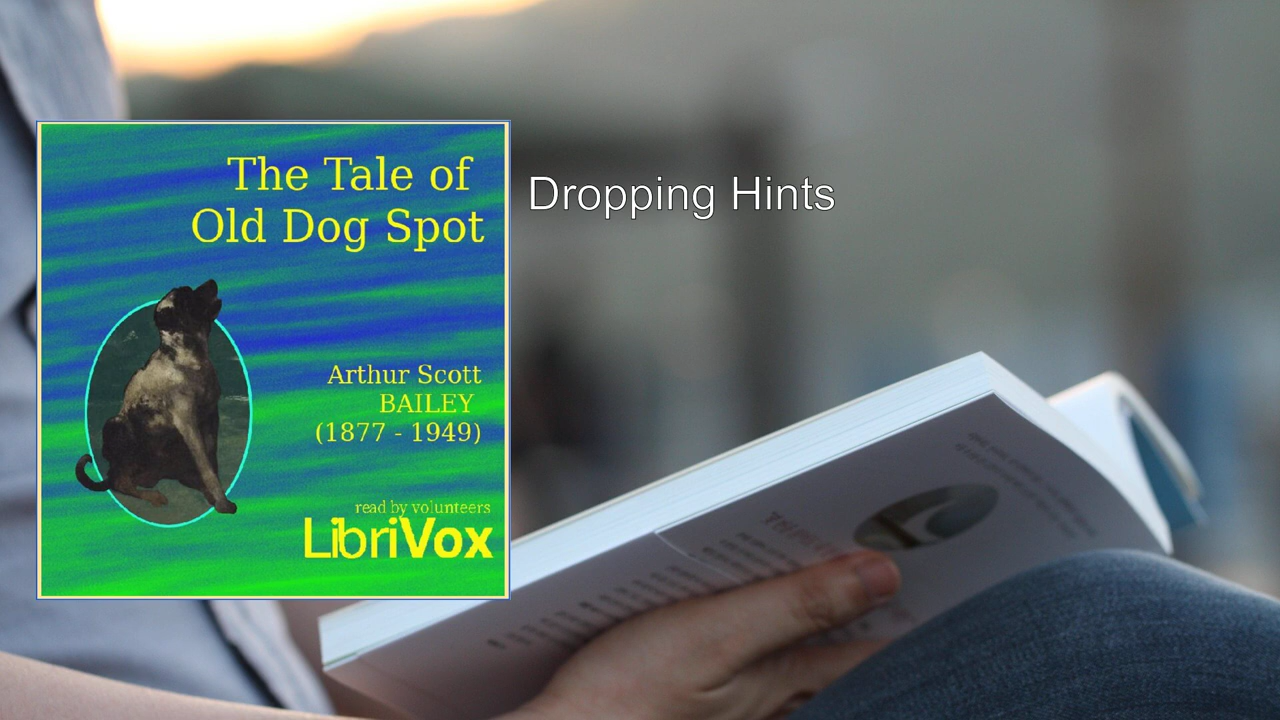 The Tale of
Old Dog Spot
Dropping Hints
Arthur Scott
BAILEY
(1877 - 1949)
read by volunteers
LibriVox